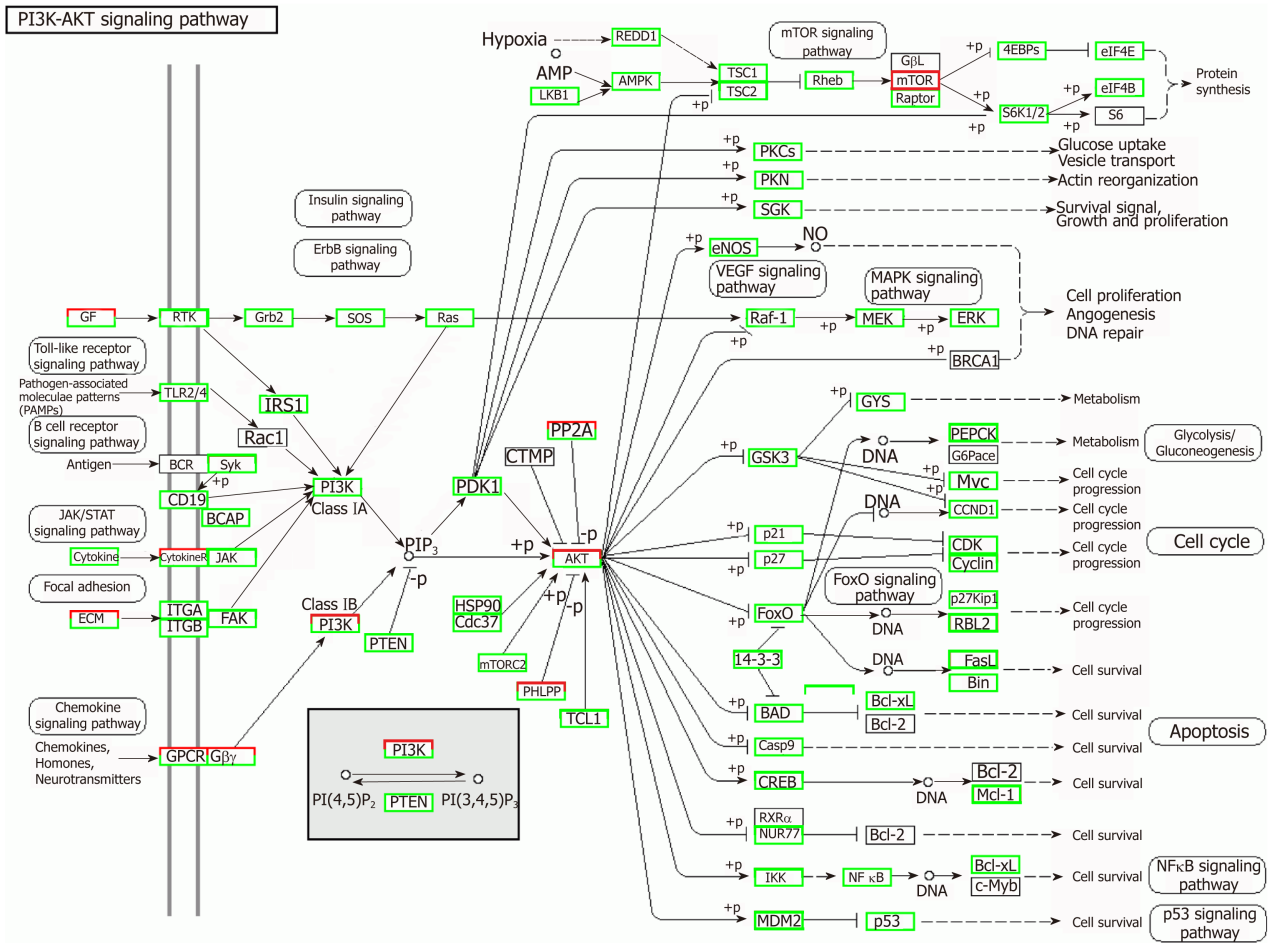 PI3K-AKT signaling pathway
Hypoxia
REDD1
mTOR signaling
pathway
AMP
LKB1
AMPK
TSC1
TSC2
+p
Rheb
GβL
mTOR
Raptor
+p
+p
4EBPs
eIF4E
S6K1/2
+p
+p
+p
eIF4B
S6
Protein
synthesis
+p
PKCs
Glucose uptake
Vesicle transport
+p
PKN
Actin reorganization
+p
SGK
Survival signal,
Growth and proliferation
Insulin signaling
pathway
ErbB signaling
pathway
+p
eNOS
NO
VEGF signaling
pathway
MAPK signaling
pathway
Cell proliferation
Angogenesis
DNA repair
GF
RTK
Grb2
SOS
Ras
Raf-1
+p
+p
MEK
+p
ERK
+p
BRCA1
Toll-like receptor
signaling pathway
Pathogen-associated
moleculae patterns
(PAMPs)
TLR2/4
IRS1
B cell receptor
signaling pathway
Rac1
Antigen
BCR
Syk
+p
CD19
BCAP
PI3K
Class IA
PDK1
CTMP
PP2A
+p
GYS
Metabolism
+p
GSK3
DNA
PEPCK
G6Pace
Metabolism
Glycolysis/
Gluconeogenesis
+p
Mvc
Cell cycle
progression
+p
DNA
CCND1
Cell cycle
progression
JAK/STAT
signaling pathway
Cytokine
CytokineR
JAK
PIP3
+p
-p
-p
AKT
+p
p21
+p
p27
CDK
Cyclin
Cell cycle
progression
Cell cycle
Focal adhesion
ECM
ITGA
ITGB
FAK
Class IB
PI3K
PTEN
HSP90
Cdc37
+p
-p
mTORC2
PHLPP
TCL1
FoxO signaling
pathway
+p
FoxO
DNA
p27Kip1
RBL2
Cell cycle
progression
14-3-3
DNA
FasL
Bin
Cell survival
Chemokine
signaling pathway
Chemokines,
Homones,
Neurotransmitters
GPCR
Gβγ
PI3K
PI(4,5)P2
PTEN
PI(3,4,5)P3
+p
BAD
Bcl-xL
Bcl-2
Cell survival
Apoptosis
+p
Casp9
Cell survival
+p
CREB
DNA
Bcl-2
Mcl-1
Cell survival
+p
RXRα
NUR77
Bcl-2
Cell survival
+p
IKK
NF κB
DNA
Bcl-xL
c-Myb
Cell survival
NFκB signaling
pathway
+p
MDM2
p53
Cell survival
p53 signaling
pathway